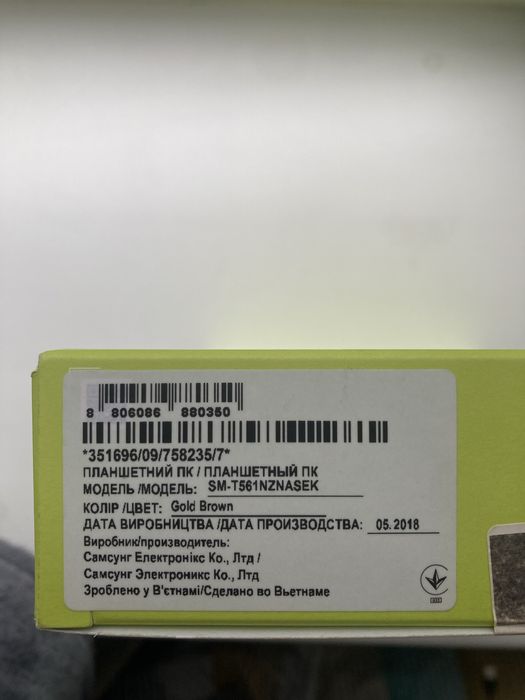 8 806086 880350
*351696/09/758235/7*
ПЛАНШЕТНИЙ ПК / ПЛАНШЕТНЫЙ ПК
МОДЕЛЬ /МОДЕЛЬ: SM-T561NZNASEK
КОЛІР /ЦВЕТ: Gold Brown
ДАТА ВИРОБНИЦТВА /ДАТА ПРОИЗВОДСТВА: 05.2018
Виробник/производитель:
Самсунг Електронікс Ко., Лтд /
Самсунг Электроникс Ко., Лтд
Зроблено у В'єтнамі/Сделано во Вьетнаме